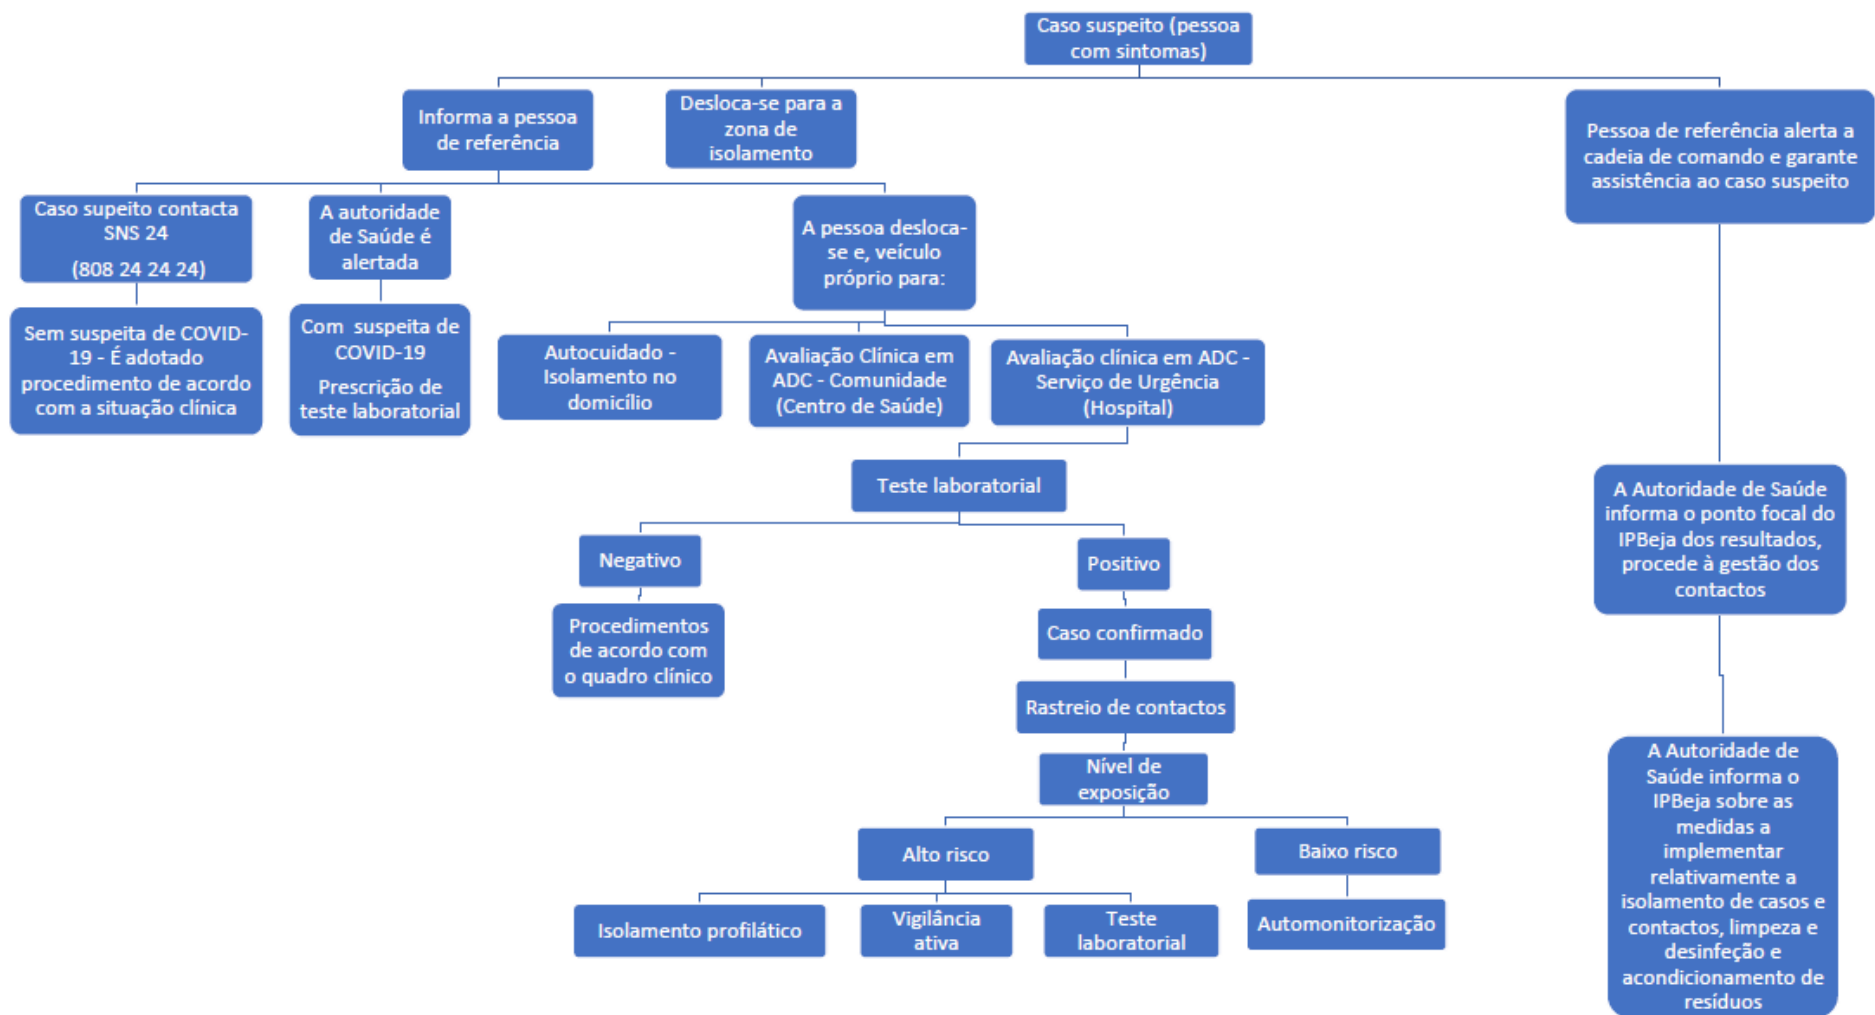 Caso suspeito (pessoa
com sintomas)
Informa a pessoa
de referência
Desloca-se para a
zona de
isolamento
Pessoa de referência alerta a
cadeia de comando e garante
assistência ao caso suspeito
Caso supeito contacta
SNS 24
(808 24 24 24)
A autoridade
de Saúde é
alertada
A pessoa desloca-
se e, veículo
próprio para:
Sem suspeita de COVID-
19 - É adotado
procedimento de acordo
com a situação clínica
Com suspeita de
COVID-19
Prescrição de
teste laboratorial
Autocuidado -
Isolamento no
domicílio
Avaliação Clínica em
ADC - Comunidade
(Centro de Saúde)
Avaliação clínica em ADC -
Serviço de Urgência
(Hospital)
Teste laboratorial
A Autoridade de Saúde
informa o ponto focal do
IPBeja dos resultados,
procede à gestão dos
contactos
Negativo
Positivo
Procedimentos
de acordo com
o quadro clínico
Caso confirmado
Rastreio de contactos
Nível de
exposição
A Autoridade de
Saúde informa o
IPBeja sobre as
medidas a
implementar
relativamente a
isolamento de casos e
contactos, limpeza e
desinfeção e
acondicionamento de
resíduos
Alto risco
Baixo risco
Isolamento profilático
Vigilância
ativa
Teste
laboratorial
Automonitorização